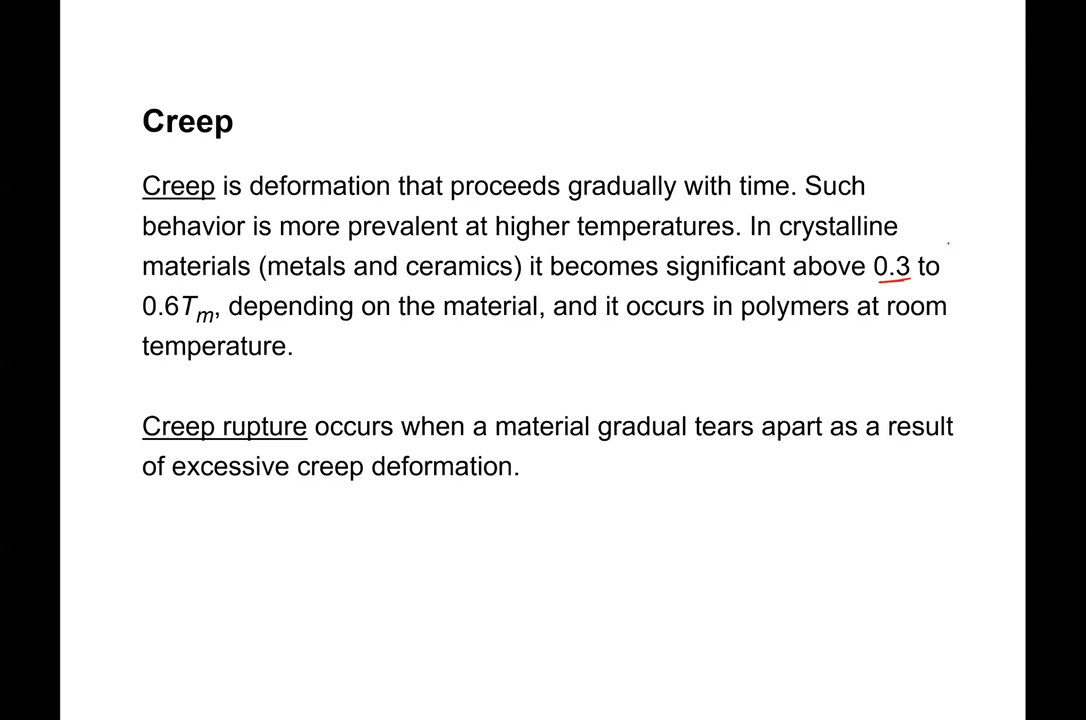 Creep
Creep is deformation that proceeds gradually with time. Such
behavior is more prevalent at higher temperatures. In crystalline
materials (metals and ceramics) it becomes significant above 0.3 to
0.6Tm, depending on the material, and it occurs in polymers at room
temperature.
Creep rupture occurs when a material gradual tears apart as a result
of excessive creep deformation.